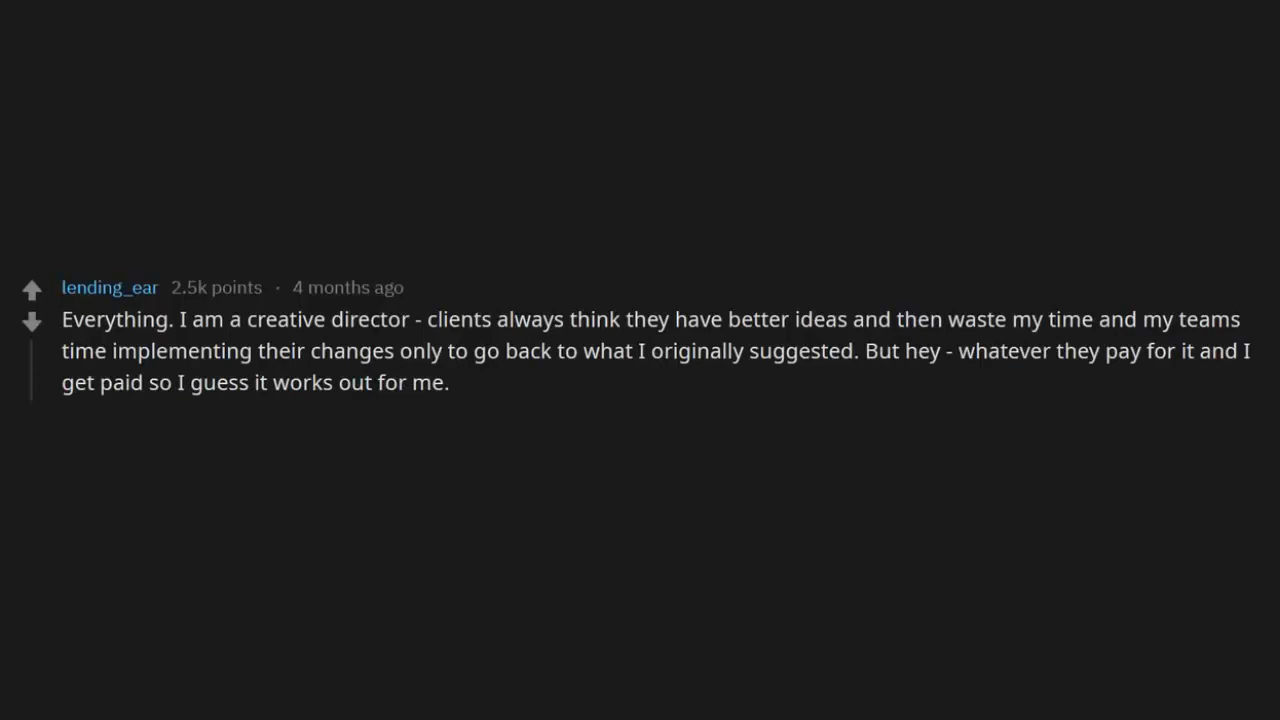 lending_ear 2.5k points · 4 months ago
Everything. I am a creative director - clients always think they have better ideas and then waste my time and my teams
time implementing their changes only to go back to what I originally suggested. But hey - whatever they pay for it and I
get paid so I guess it works out for me.